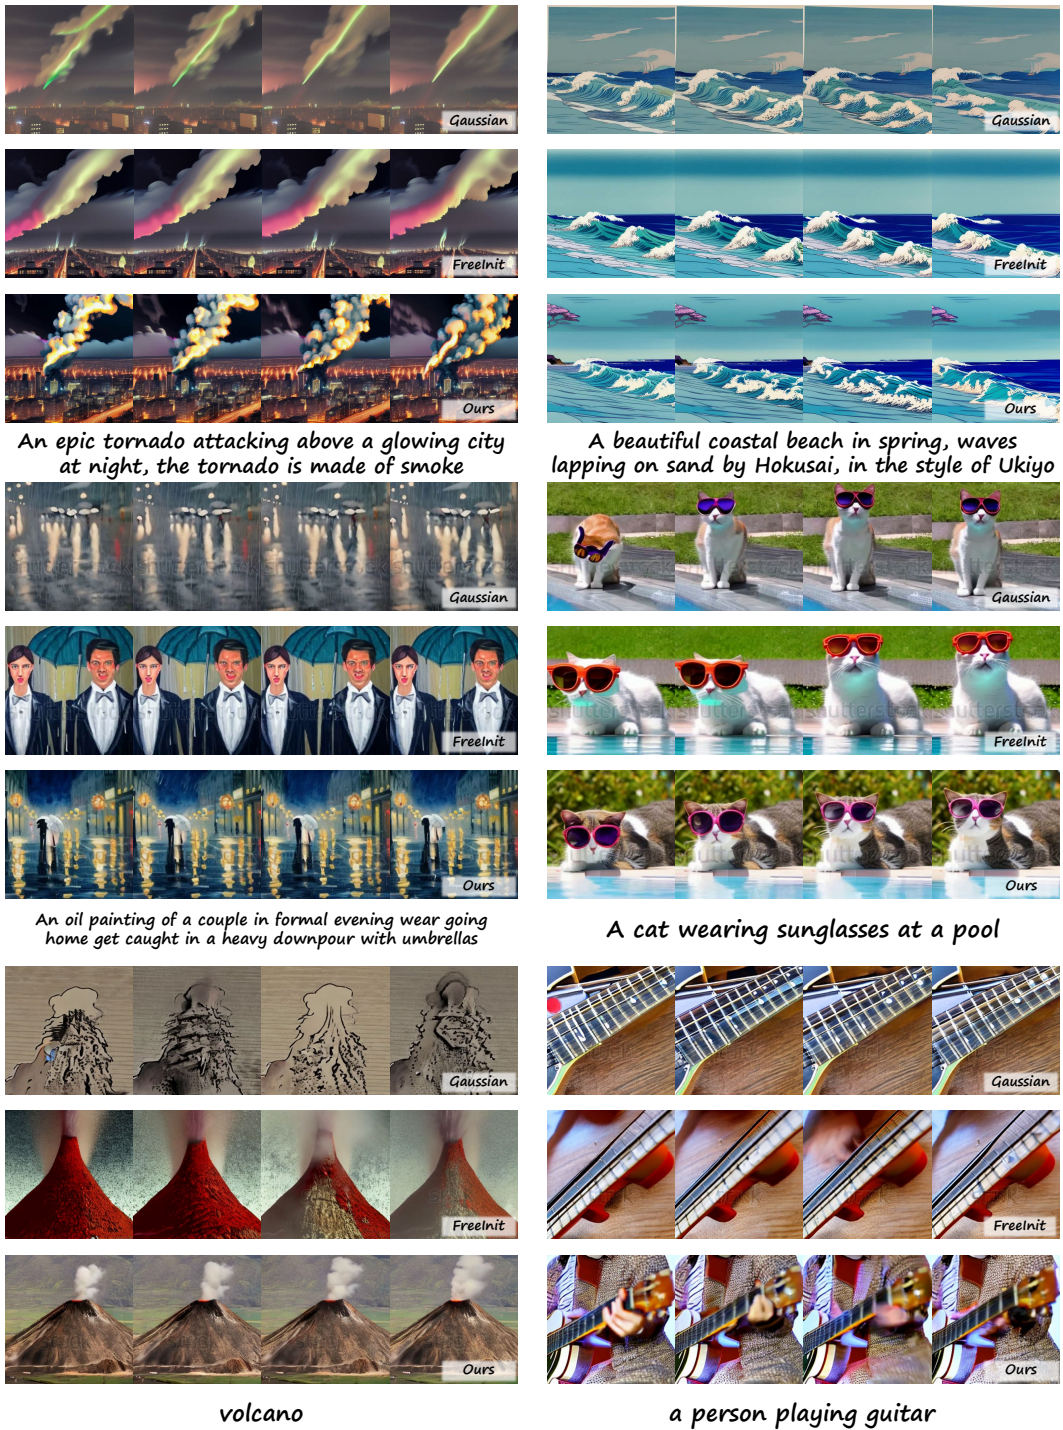 Gaussian
FreeInit
Ours
An epic tornado attacking above a glowing city
at night, the tornado is made of smoke
Gaussian
FreeInit
Ours
A beautiful coastal beach in spring, waves
lapping on sand by Hokusai, in the style of Ukiyo
Gaussian
FreeInit
Ours
An oil painting of a couple in formal evening wear going
home get caught in a heavy downpour with umbrellas
Gaussian
FreeInit
Ours
A cat wearing sunglasses at a pool
Gaussian
FreeInit
Ours
volcano
Gaussian
FreeInit
Ours
a person playing guitar